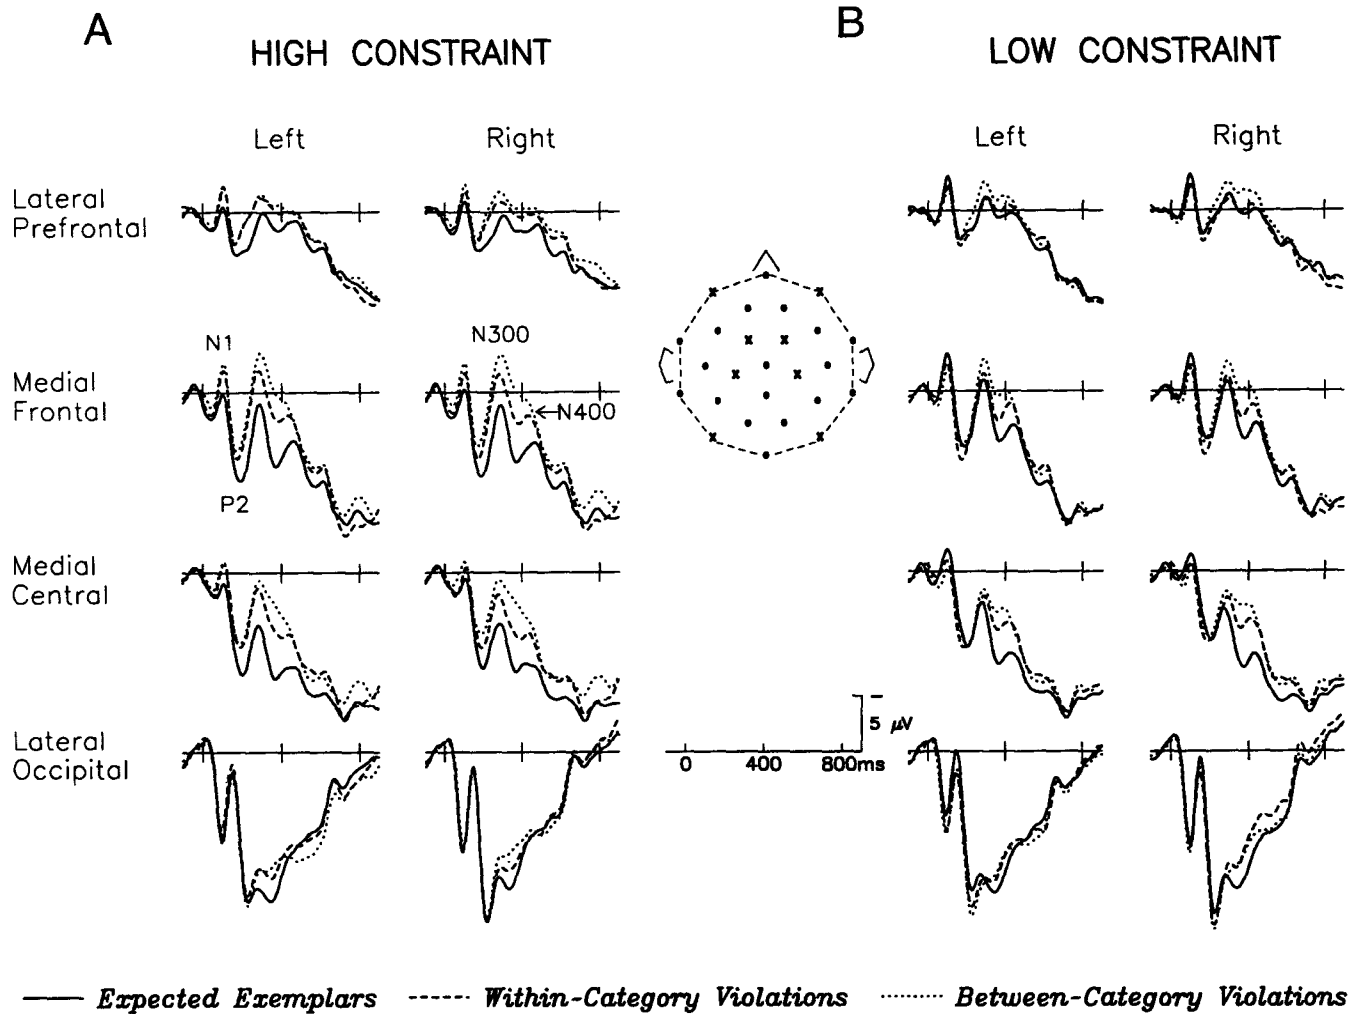 A
HIGH CONSTRAINT
B
LOW CONSTRAINT
Left
Right
Left
Right
Lateral
Prefrontal
N1
N300
Medial
Frontal
←N400
P2
Medial
Central
5 µV
Lateral
Occipital
0 400 800ms
Expected Exemplars
Within-Category Violations
Between-Category Violations